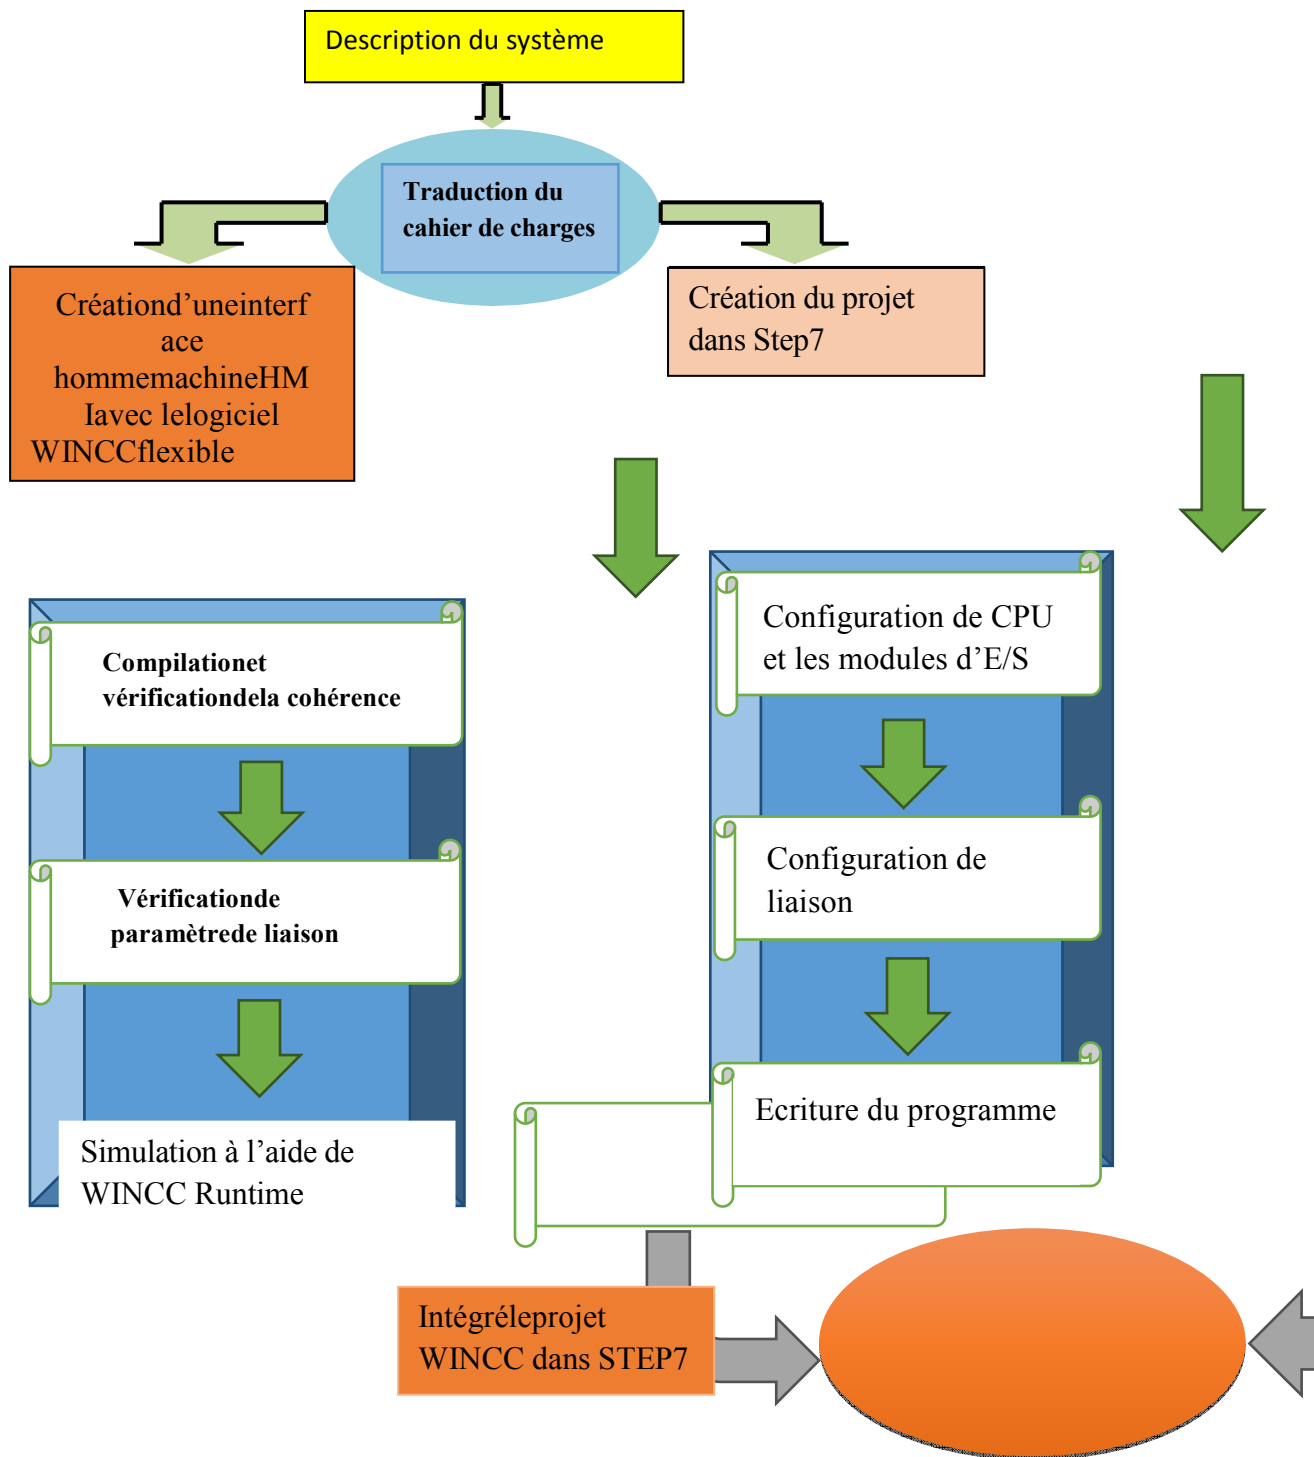 Description du système
Traduction du
cahier de charges
Créationd’uneinterf
ace
hommemachineHM
Iavec lelogiciel
WINCCflexible
Création du projet
dans Step7
Compilationet
vérificationdela cohérence
Vérificationde
paramètrede liaison
Simulation à l’aide de
WINCC Runtime
Configuration de CPU
et les modules d’E/S
Configuration de
liaison
Ecriture du programme
Intégréleprojet
WINCC dans STEP7